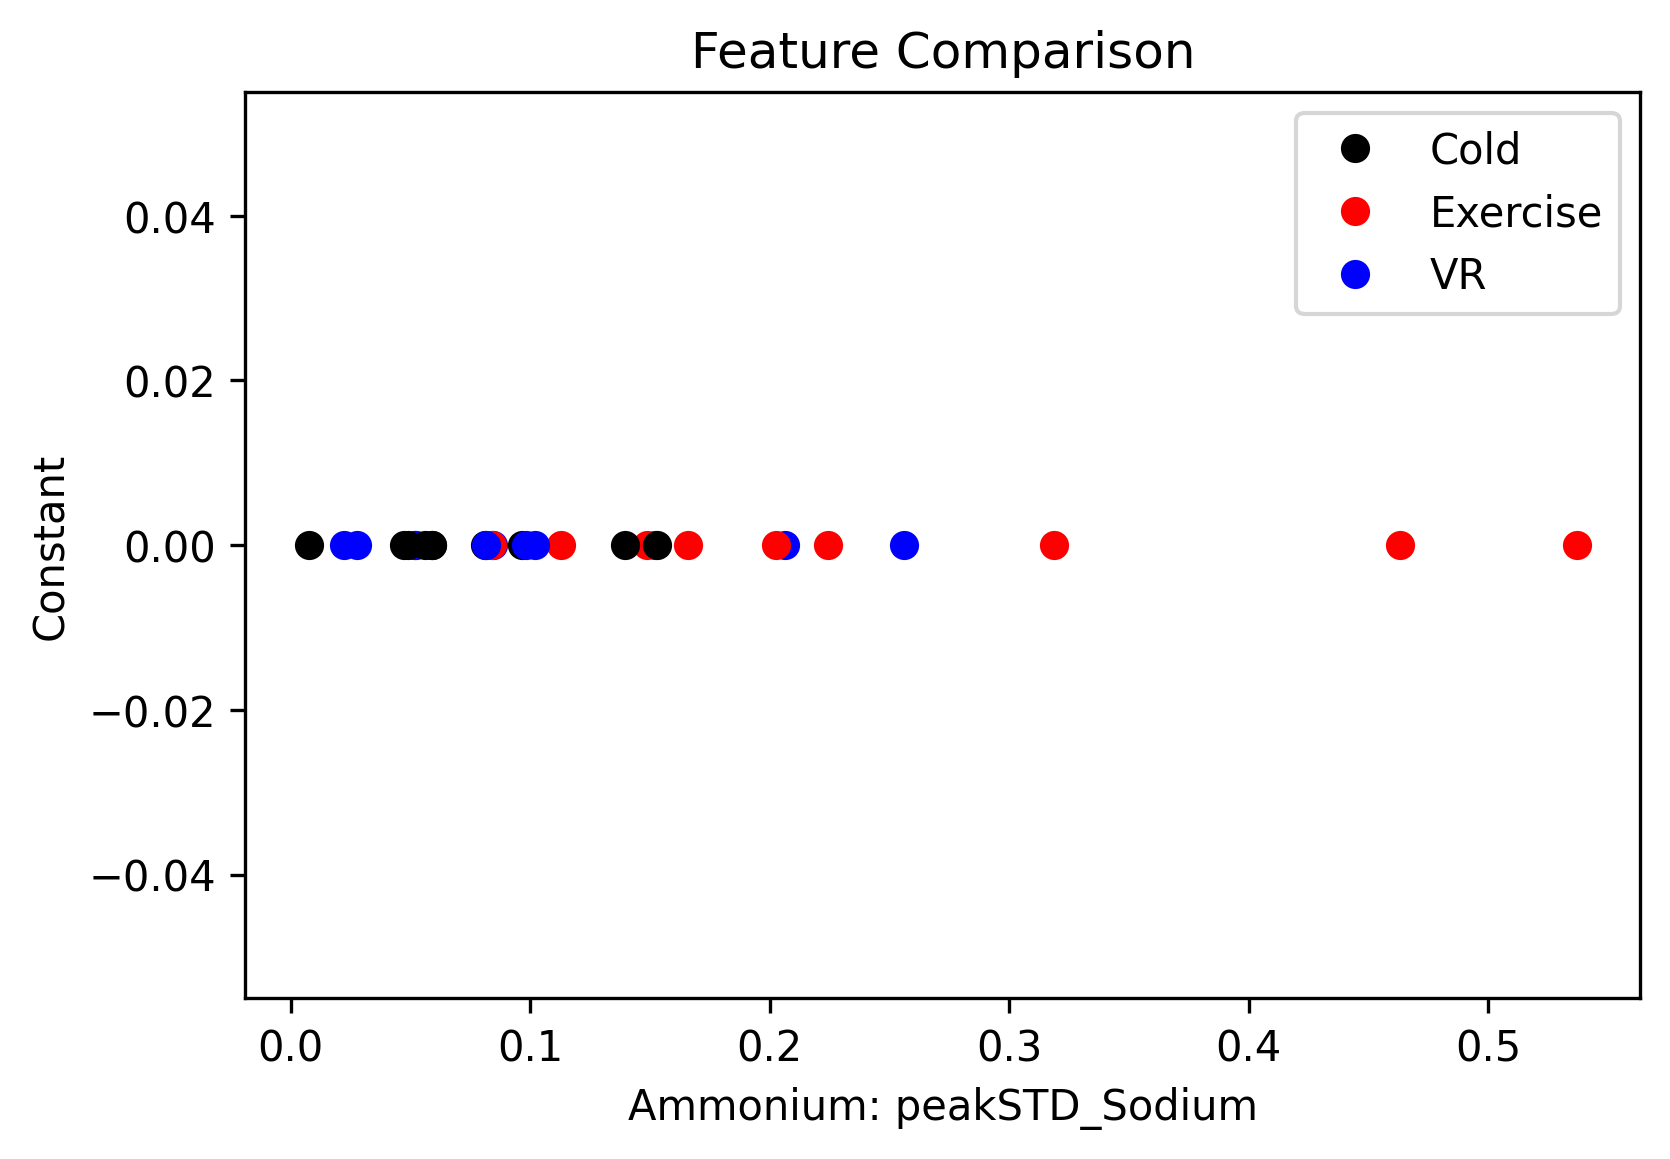 Feature Comparison
Cold
Exercise
VR
0.04
0.02
0.00
−0.02
−0.04
Constant
0.0 0.1 0.2 0.3 0.4 0.5
Ammonium: peakSTD_Sodium